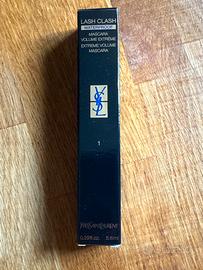 LASH CLASH
WATERPROOF
MASCARA
VOLUME EXTRÊME
EXTREME VOLUME
MASCARA
YSL
1
YVESSAINTLAURENT